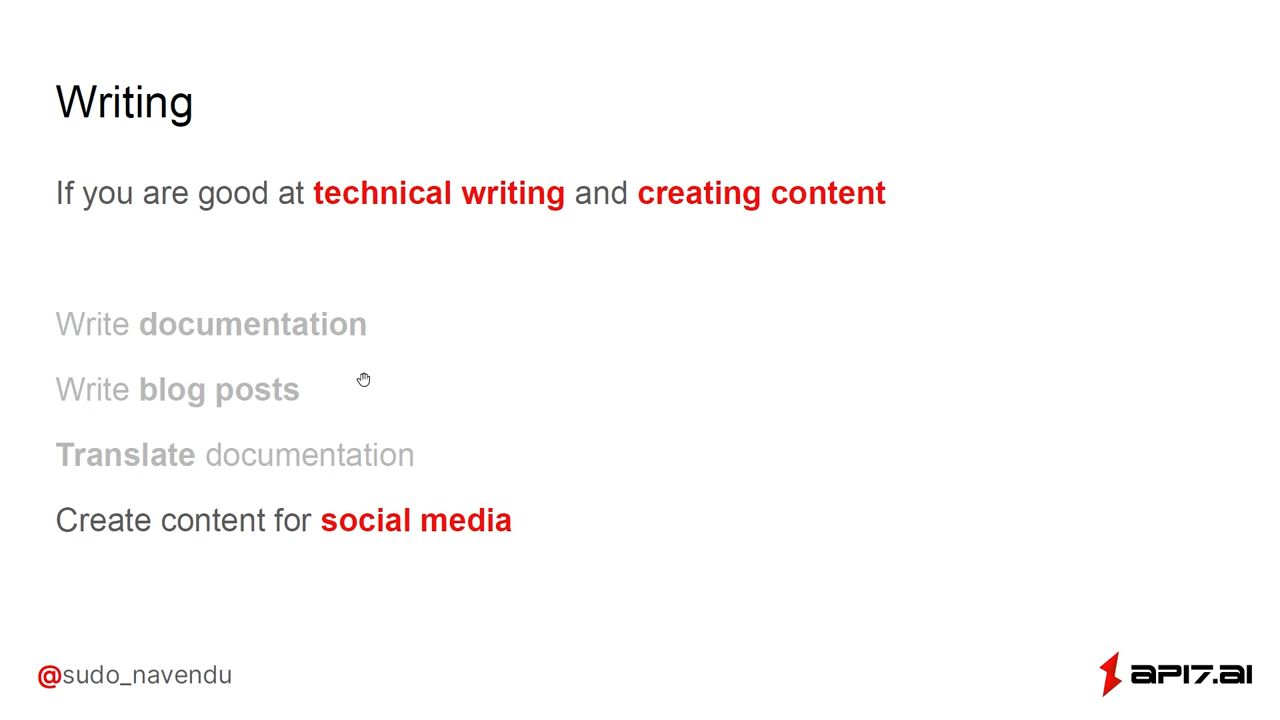 Writing
If you are good at technical writing and creating content
Write documentation
Write blog posts
Translate documentation
Create content for social media
@sudo_navendu
API7.AI